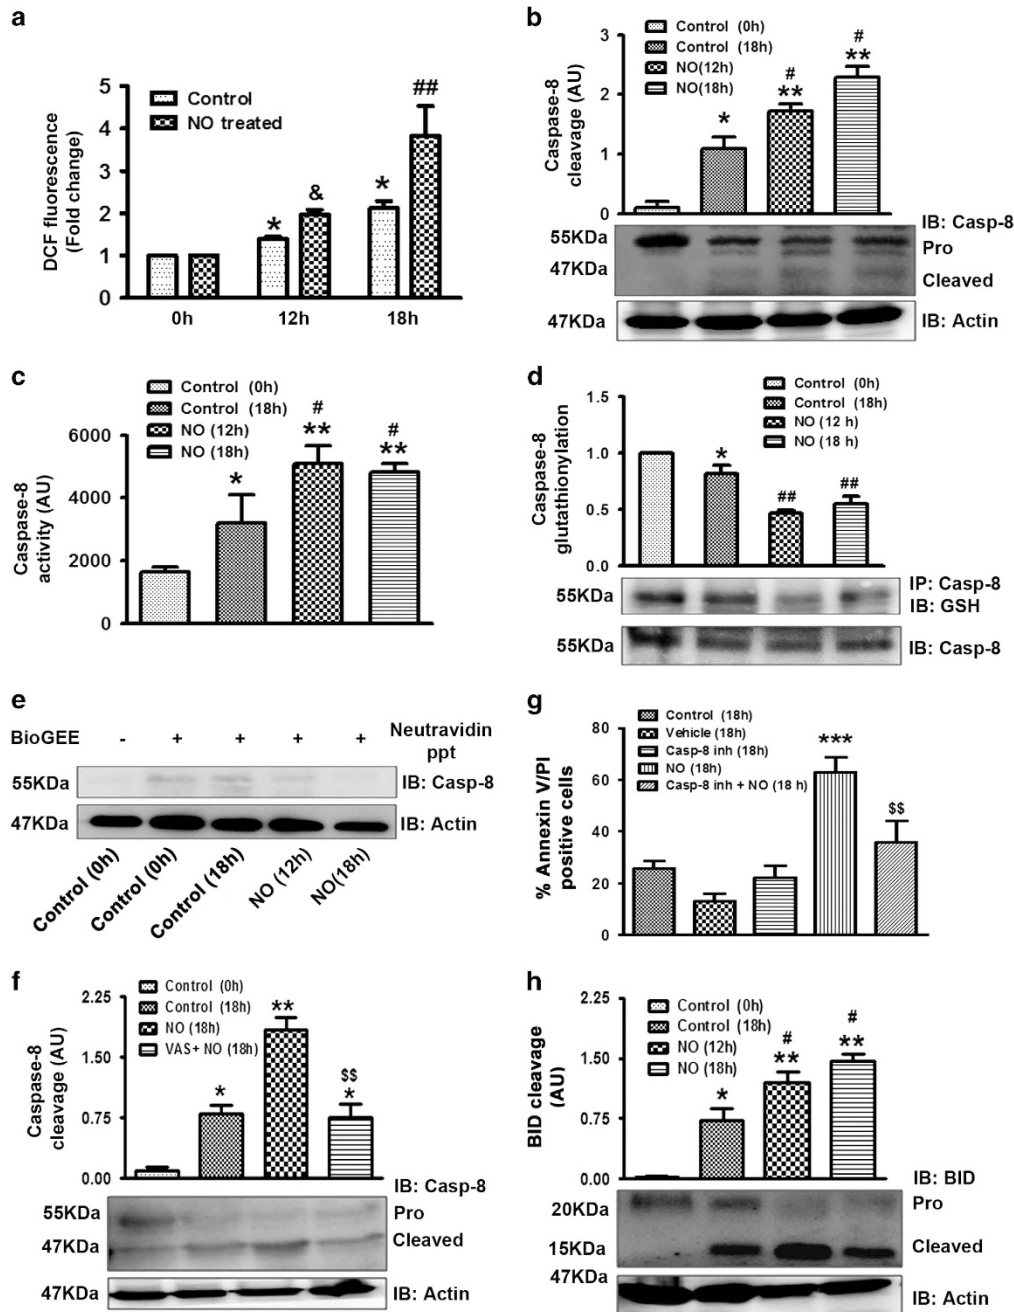 a
DCF fluorescence
(Fold change)
5
4
3
2
1
0
Control
NO treated
*
&
*
##
0h
12h
18h
b
Caspase-8
cleavage (AU)
3
2
1
0
Control (0h)
Control (18h)
NO(12h)
NO(18h)
*
#
**
#
**
IB: Casp-8
55KDa
Pro
47KDa
Cleaved
47KDa
IB: Actin
c
Caspase-8
activity (AU)
6000
4000
2000
0
Control (0h)
Control (18h)
NO (12h)
NO (18h)
*
#
**
#
**
d
Caspase-8
glutathionylation
1.5
1.0
0.5
0.0
Control (0h)
Control (18h)
NO (12 h)
NO (18 h)
*
##
##
IP: Casp-8
55KDa
IB: GSH
55KDa
IB: Casp-8
e
BioGEE - + + + + Neutravidin
ppt
55KDa
IB: Casp-8
47KDa
IB: Actin
Control (0h)
Control (0h)
Control (18h)
NO (12h)
NO(18h)
g
% Annexin V/PI
positive cells
80
60
40
20
0
Control (18h)
Vehicle (18h)
Casp-8 inh (18h)
NO (18h)
Casp-8 inh + NO (18 h)
***
$$
f
Caspase-8
cleavage (AU)
2.25
1.50
0.75
0.00
Control (0h)
Control (18h)
NO (18h)
VAS+ NO (18h)
*
**
$$
*
IB: Casp-8
55KDa
Pro
47KDa
Cleaved
47KDa
IB: Actin
h
BID cleavage
(AU)
2.25
1.50
0.75
0.00
Control (0h)
Control (18h)
NO (12h)
NO (18h)
*
#
**
#
**
IB: BID
20KDa
Pro
15KDa
Cleaved
47KDa
IB: Actin